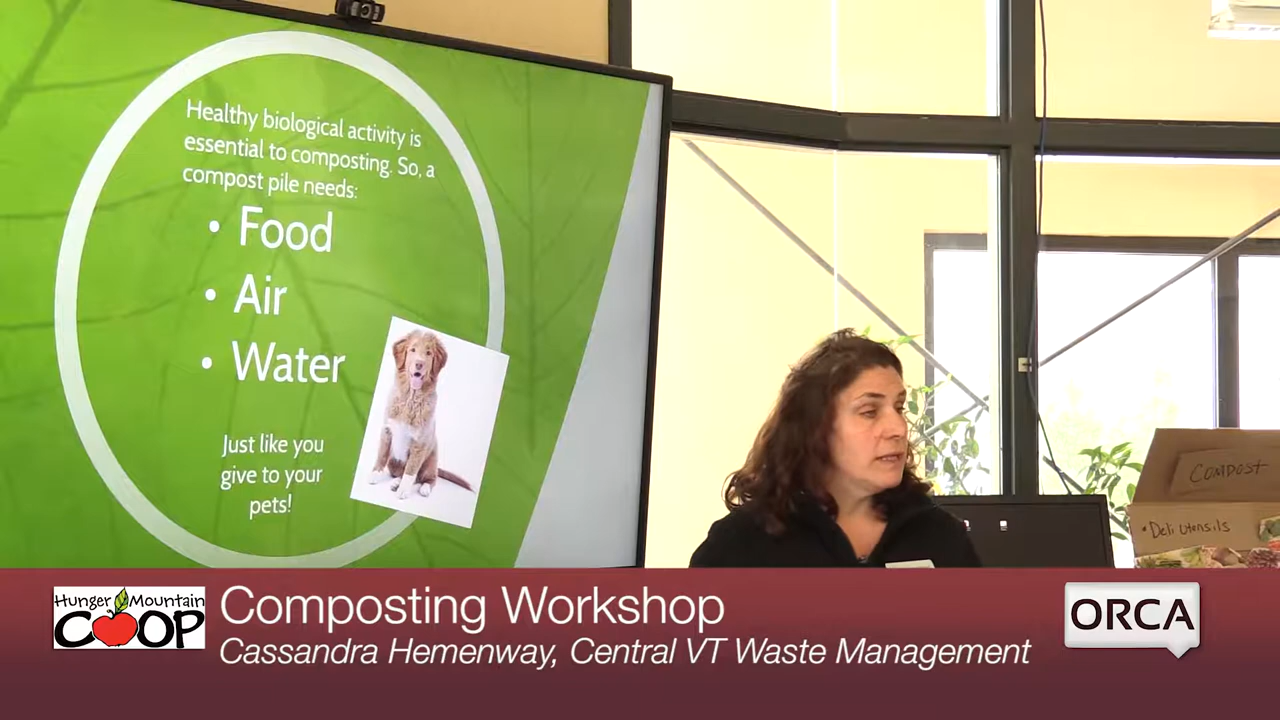 Healthy biological activity is
essential to composting. So, a
compost pile needs:
• Food
• Air
• Water
Just like you
give to your
pets!
COMPOST
• Deli utensils
Hunger Mountain
COOP
Composting Workshop
Cassandra Hemenway, Central VT Waste Management
ORCA